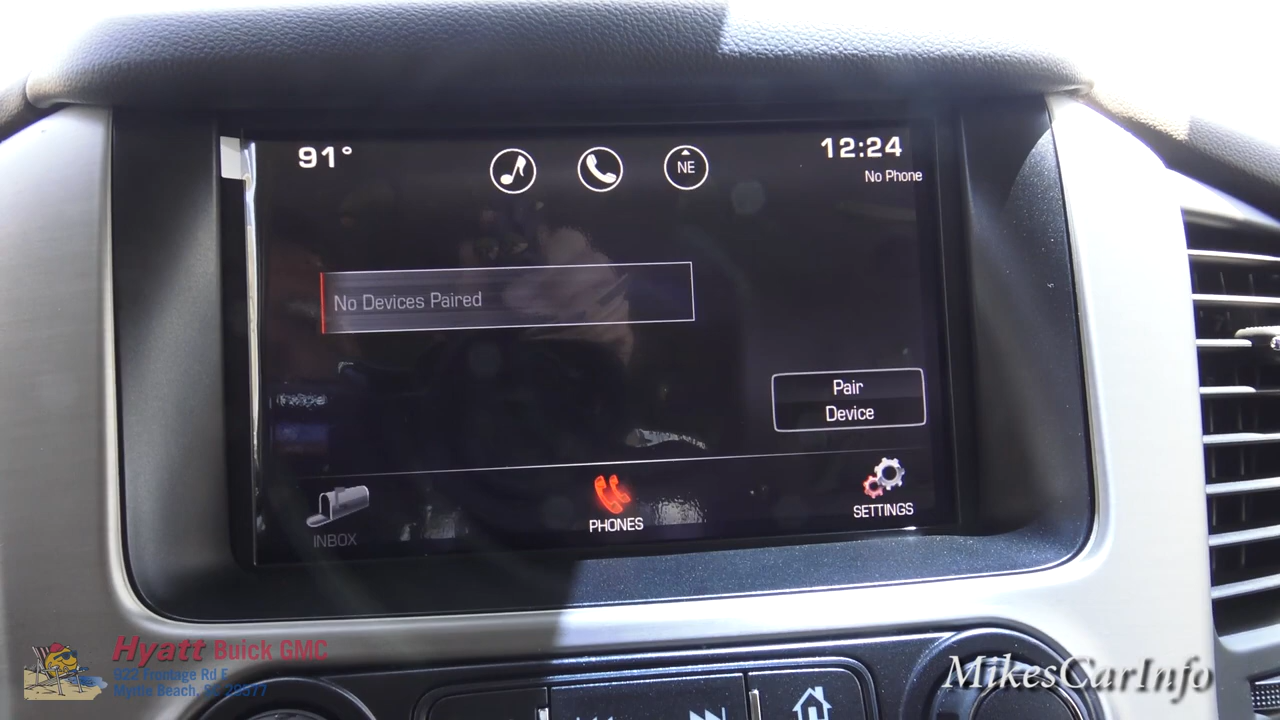 91°
NE
12:24
No Phone
No Devices Paired
Pair
Device
INBOX
PHONES
SETTINGS
Hyatt Buick GMC
922 Frontage Rd E
Myrtle Beach, SC 29577
MikesCarInfo